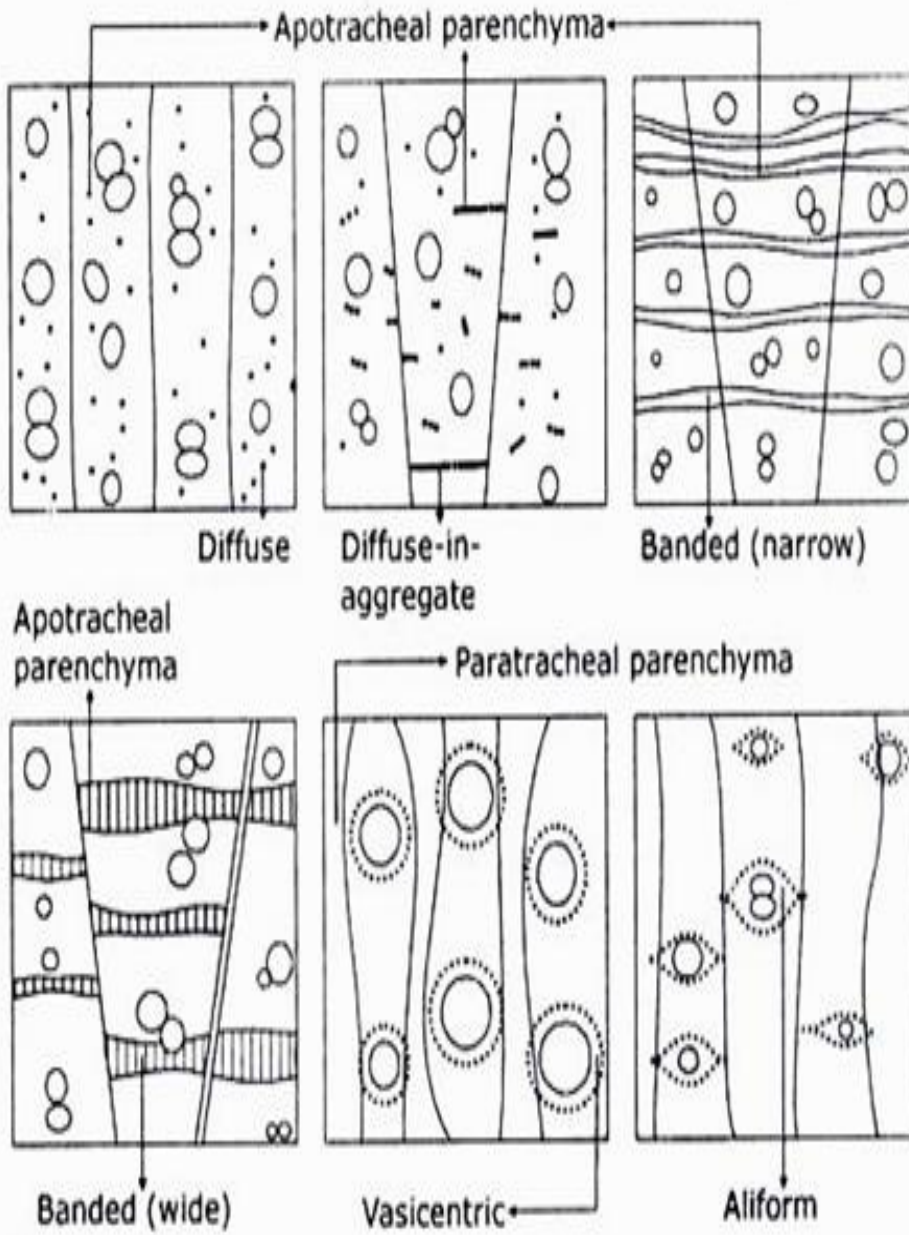 Apotracheal parenchyma
Diffuse
Diffuse-in-
aggregate
Banded (narrow)
Apotracheal
parenchyma
Paratracheal parenchyma
Banded (wide)
Vasicentric
Aliform